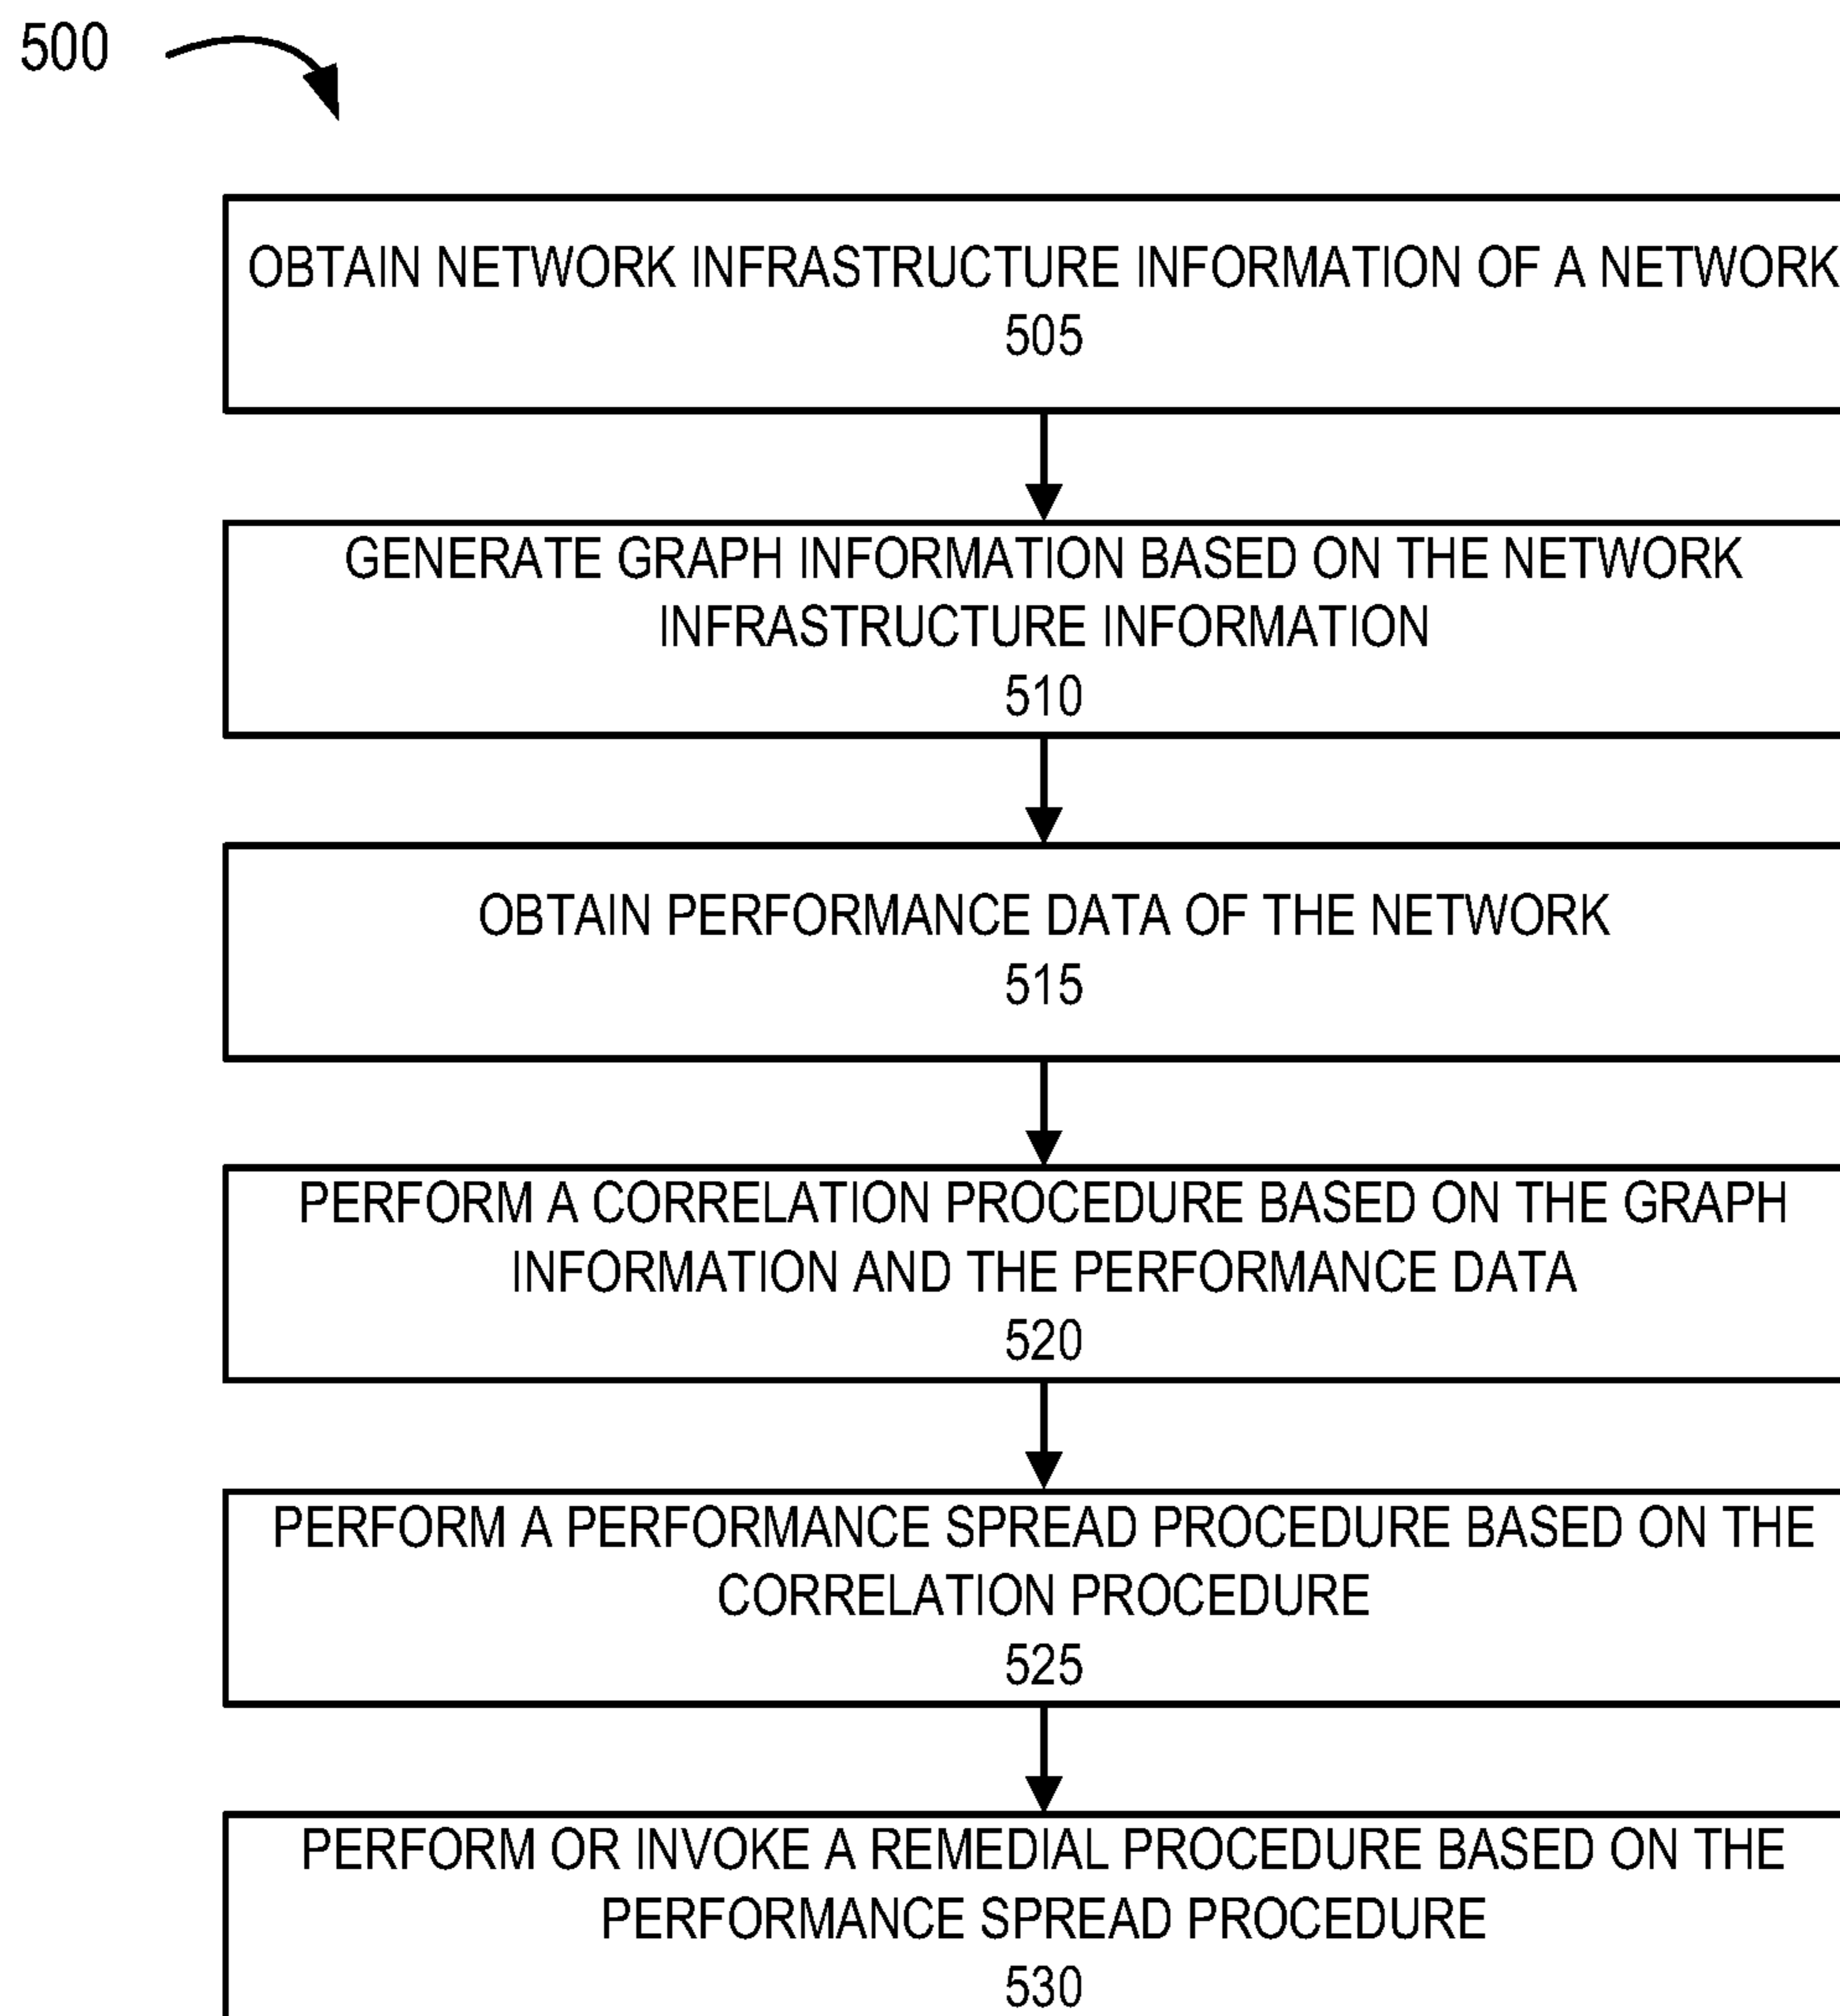 500
OBTAIN NETWORK INFRASTRUCTURE INFORMATION OF A NETWORK
505
GENERATE GRAPH INFORMATION BASED ON THE NETWORK
INFRASTRUCTURE INFORMATION
510
OBTAIN PERFORMANCE DATA OF THE NETWORK
515
PERFORM A CORRELATION PROCEDURE BASED ON THE GRAPH
INFORMATION AND THE PERFORMANCE DATA
520
PERFORM A PERFORMANCE SPREAD PROCEDURE BASED ON THE
CORRELATION PROCEDURE
525
PERFORM OR INVOKE A REMEDIAL PROCEDURE BASED ON THE
PERFORMANCE SPREAD PROCEDURE
530